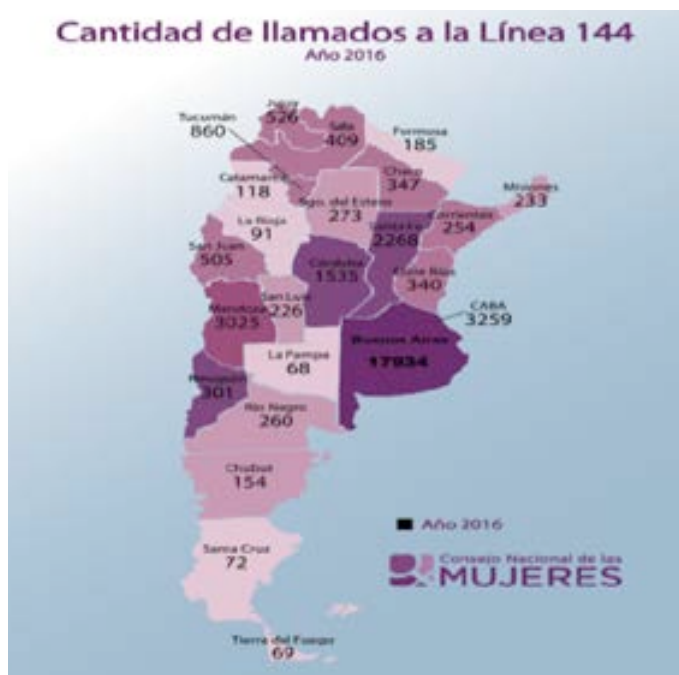 Cantidad de llamados a la Línea 144
Año 2016
Jujuy
526
Tucumán
860
Salta
409
Formosa
185
Catamarca
118
Chaco
347
Misiones
233
Sgo. del Estero
273
La Rioja
91
Santa Fe
2268
Corrientes
254
San Juan
505
Córdoba
1535
Entre Ríos
340
San Luis
226
CABA
3259
Mendoza
3025
Buenos Aires
17934
La Pampa
68
Neuquén
301
Río Negro
260
Chubut
154
Año 2016
Santa Cruz
72
Consejo Nacional de las
MUJERES
Tierra del Fuego
69